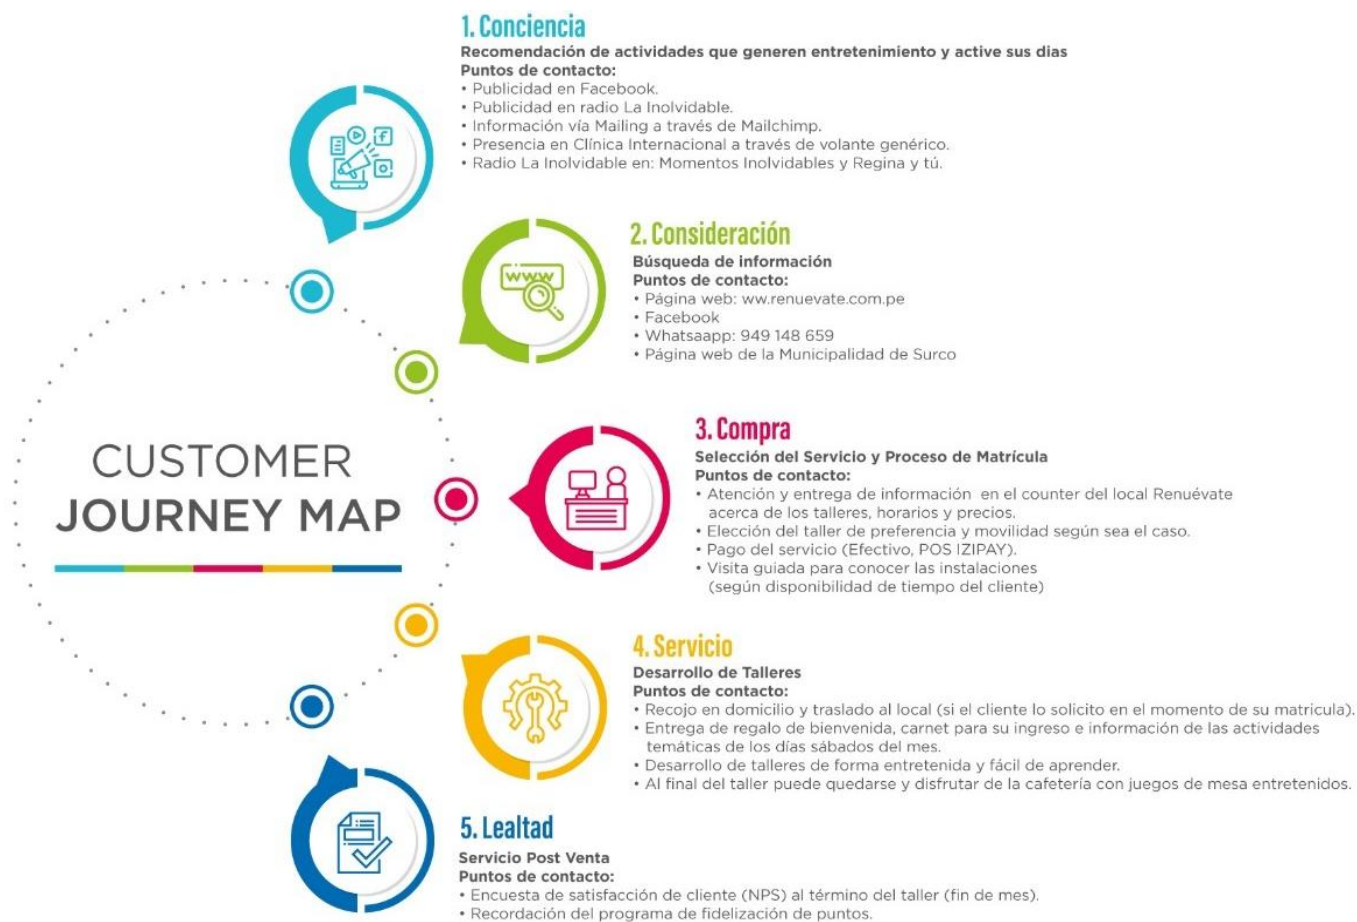 1. Conciencia
Recomendación de actividades que generen entretenimiento y active sus dias
Puntos de contacto:
• Publicidad en Facebook.
• Publicidad en radio La Inolvidable.
• Información vía Mailing a través de Mailchimp.
• Presencia en Clínica Internacional a través de volante genérico.
• Radio La Inolvidable en: Momentos Inolvidables y Regina y tú.
www
2. Consideración
Búsqueda de información
Puntos de contacto:
• Página web: ww.renuevate.com.pe
• Facebook
• Whatsaapp: 949 148 659
• Página web de la Municipalidad de Surco
CUSTOMER
JOURNEY MAP
3. Compra
Selección del Servicio y Proceso de Matrícula
Puntos de contacto:
• Atención y entrega de información en el counter del local Renuévate
acerca de los talleres, horarios y precios.
• Elección del taller de preferencia y movilidad según sea el caso.
• Pago del servicio (Efectivo, POS IZIPAY).
• Visita guiada para conocer las instalaciones
(según disponibilidad de tiempo del cliente)
4. Servicio
Desarrollo de Talleres
Puntos de contacto:
• Recojo en domicilio y traslado al local (si el cliente lo solicito en el momento de su matricula).
• Entrega de regalo de bienvenida, carnet para su ingreso e información de las actividades
temáticas de los días sábados del mes.
• Desarrollo de talleres de forma entretenida y fácil de aprender.
• Al final del taller puede quedarse y disfrutar de la cafetería con juegos de mesa entretenidos.
5. Lealtad
Servicio Post Venta
Puntos de contacto:
• Encuesta de satisfacción de cliente (NPS) al término del taller (fin de mes).
• Recordación del programa de fidelización de puntos.